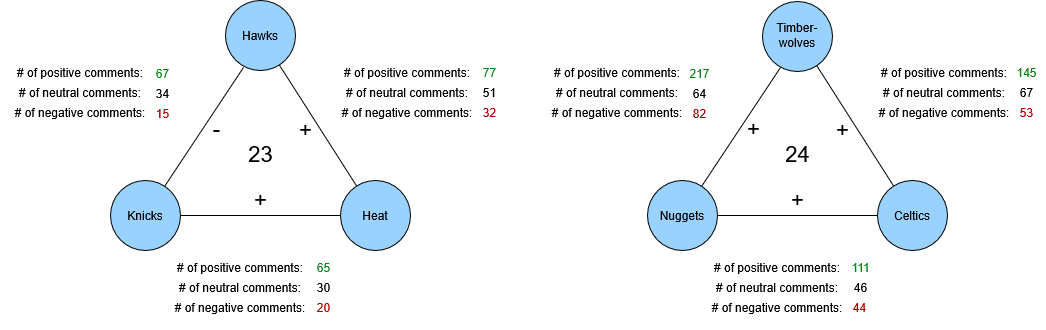 Hawks
# of positive comments: 67
# of neutral comments: 34
# of negative comments: 15
# of positive comments: 77
# of neutral comments: 51
# of negative comments: 32
-
+
23
+
Knicks
Heat
# of positive comments: 65
# of neutral comments: 30
# of negative comments: 20
Timber-
wolves
# of positive comments: 217
# of neutral comments: 64
# of negative comments: 82
# of positive comments: 145
# of neutral comments: 67
# of negative comments: 53
+
+
24
+
Nuggets
Celtics
# of positive comments: 111
# of neutral comments: 46
# of negative comments: 44